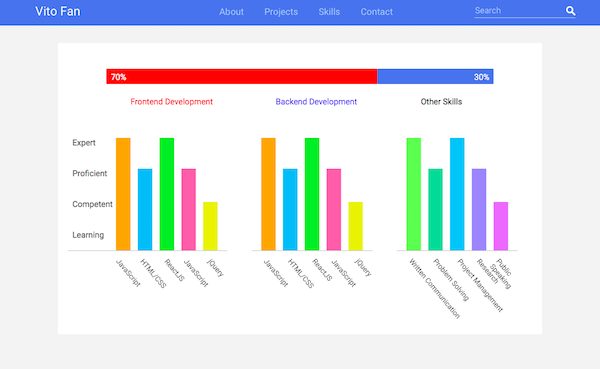 Vito Fan
About Projects Skills Contact
Search
70% 30%
Frontend Development Backend Development Other Skills
Expert
Proficient
Competent
Learning
JavaScript
HTML/CSS
ReactJS
JavaScript
jQuery
JavaScript
HTML/CSS
ReactJS
JavaScript
jQuery
Written Communication
Problem Solving
Project Management
Research
Public
Speaking